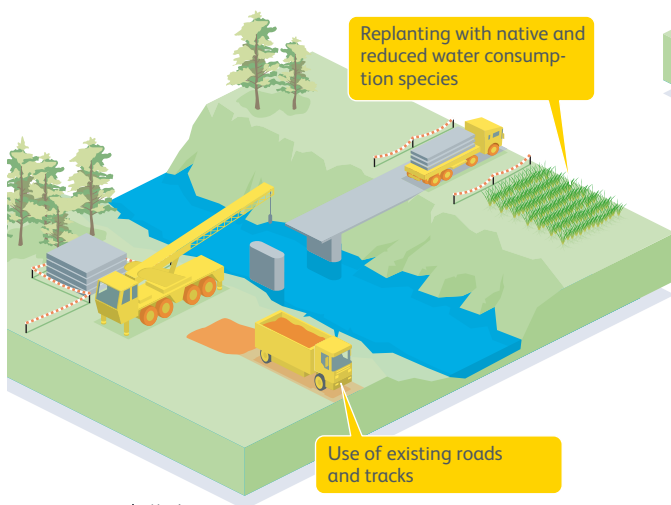 Replanting with native and
reduced water consump-
tion species
Use of existing roads
and tracks